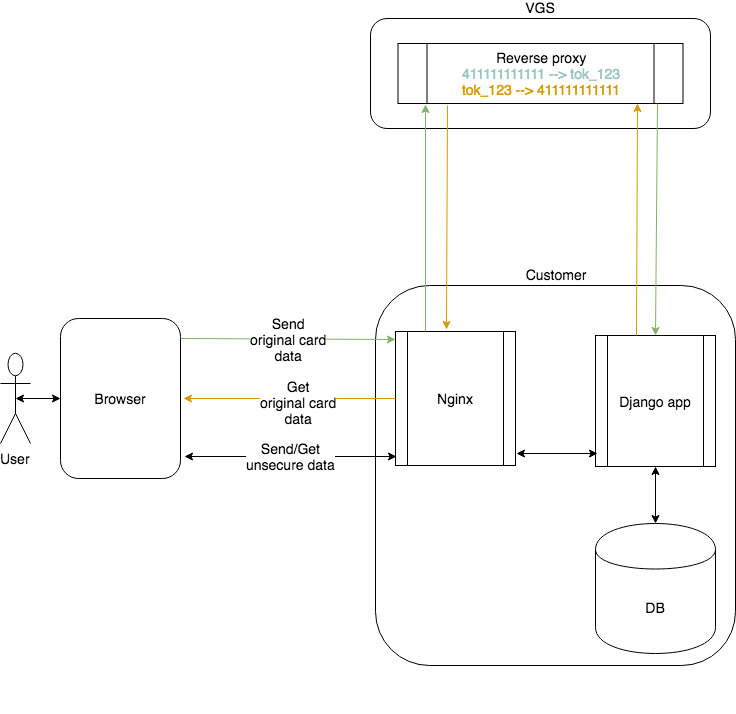 VGS
Reverse proxy
411111111111 --> tok_123
tok_123 --> 411111111111
Customer
Send
original card
data
Get
original card
data
Send/Get
unsecure data
User
Browser
Nginx
Django app
DB